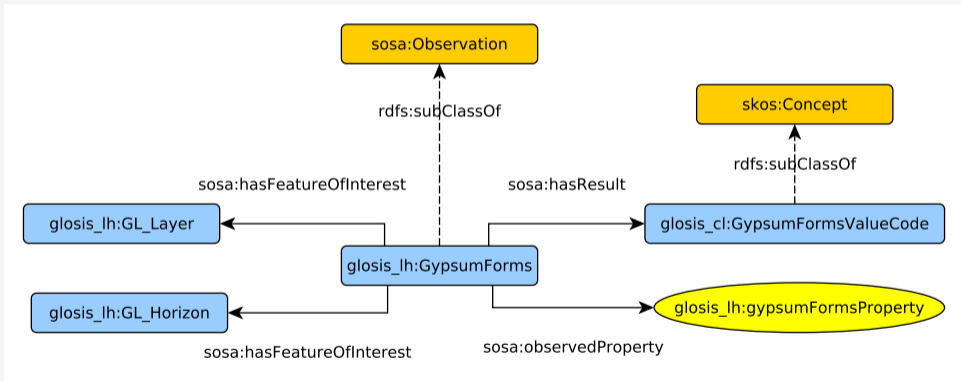 sosa:Observation
rdfs:subClassOf
skos:Concept
rdfs:subClassOf
sosa:hasFeatureOfInterest
sosa:hasResult
glosis_lh:GL_Layer
glosis_cl:GypsumFormsValueCode
glosis_lh:GypsumForms
glosis_lh:GL_Horizon
glosis_lh:gypsumFormsProperty
sosa:hasFeatureOfInterest
sosa:observedProperty